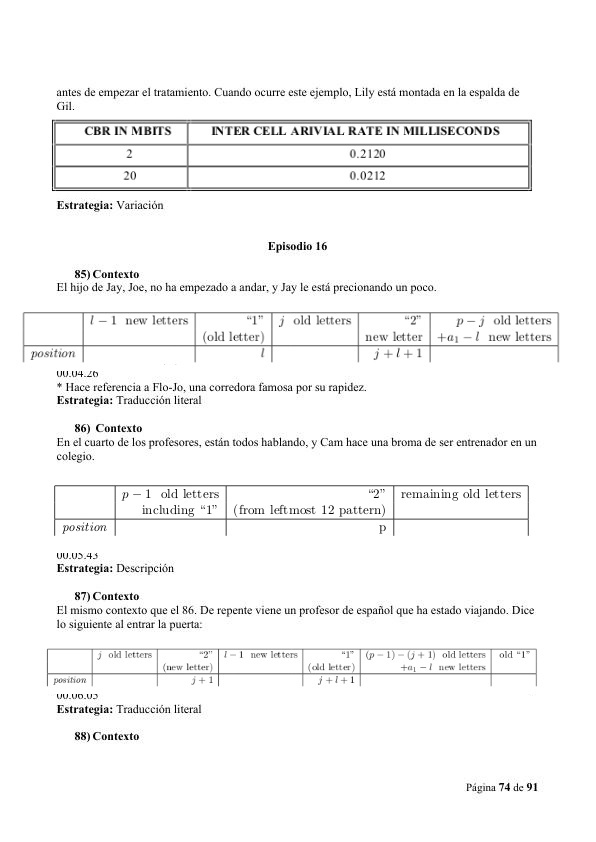 antes de empezar el tratamiento. Cuando ocurre este ejemplo, Lily está montada en la espalda de
Gil.
CBR IN MBITS INTER CELL ARIVIAL RATE IN MILLISECONDS
2 0.2120
20 0.0212
Estrategia: Variación
Episodio 16
85) Contexto
El hijo de Jay, Joe, no ha empezado a andar, y Jay le está precionando un poco.
l − 1 new letters “1” j old letters “2” p − j old letters
(old letter) new letter +a₁ − l new letters
position l j + l + 1
00.04.26
* Hace referencia a Flo-Jo, una corredora famosa por su rapidez.
Estrategia: Traducción literal
86) Contexto
En el cuarto de los profesores, están todos hablando, y Cam hace una broma de ser entrenador en un
colegio.
p − 1 old letters “2” remaining old letters
including “1” (from leftmost 12 pattern)
position p
00.05.43
Estrategia: Descripción
87) Contexto
El mismo contexto que el 86. De repente viene un profesor de español que ha estado viajando. Dice
lo siguiente al entrar la puerta:
j old letters “2” l − 1 new letters “1” (p − 1) − (j + 1) old letters old “1”
(new letter) (old letter) +a₁ − l new letters
position j + 1 j + l + 1
00.06.05
Estrategia: Traducción literal
88) Contexto
Página 74 de 91